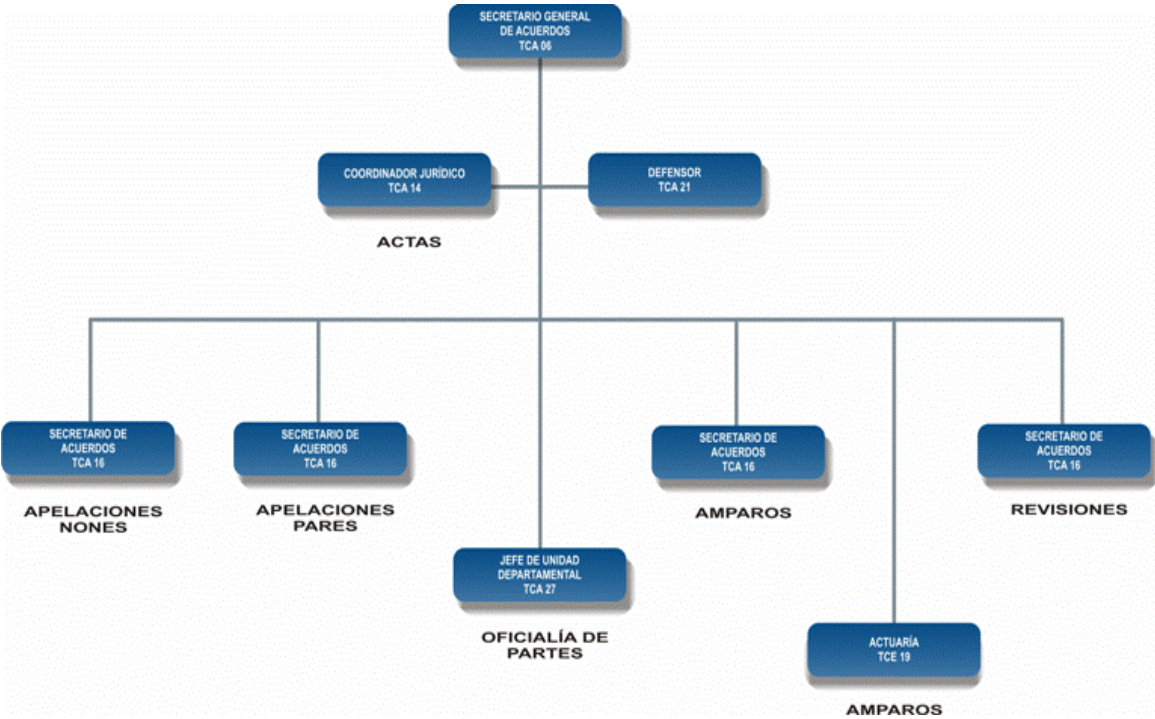 SECRETARIO GENERAL
DE ACUERDOS
TCA 06
COORDINADOR JURÍDICO
TCA 14
ACTAS
DEFENSOR
TCA 21
SECRETARIO DE
ACUERDOS
TCA 16
APELACIONES
NONES
SECRETARIO DE
ACUERDOS
TCA 16
APELACIONES
PARES
SECRETARIO DE
ACUERDOS
TCA 16
AMPAROS
SECRETARIO DE
ACUERDOS
TCA 16
REVISIONES
JEFE DE UNIDAD
DEPARTAMENTAL
TCA 27
OFICIALÍA DE
PARTES
ACTUARÍA
TCE 19
AMPAROS